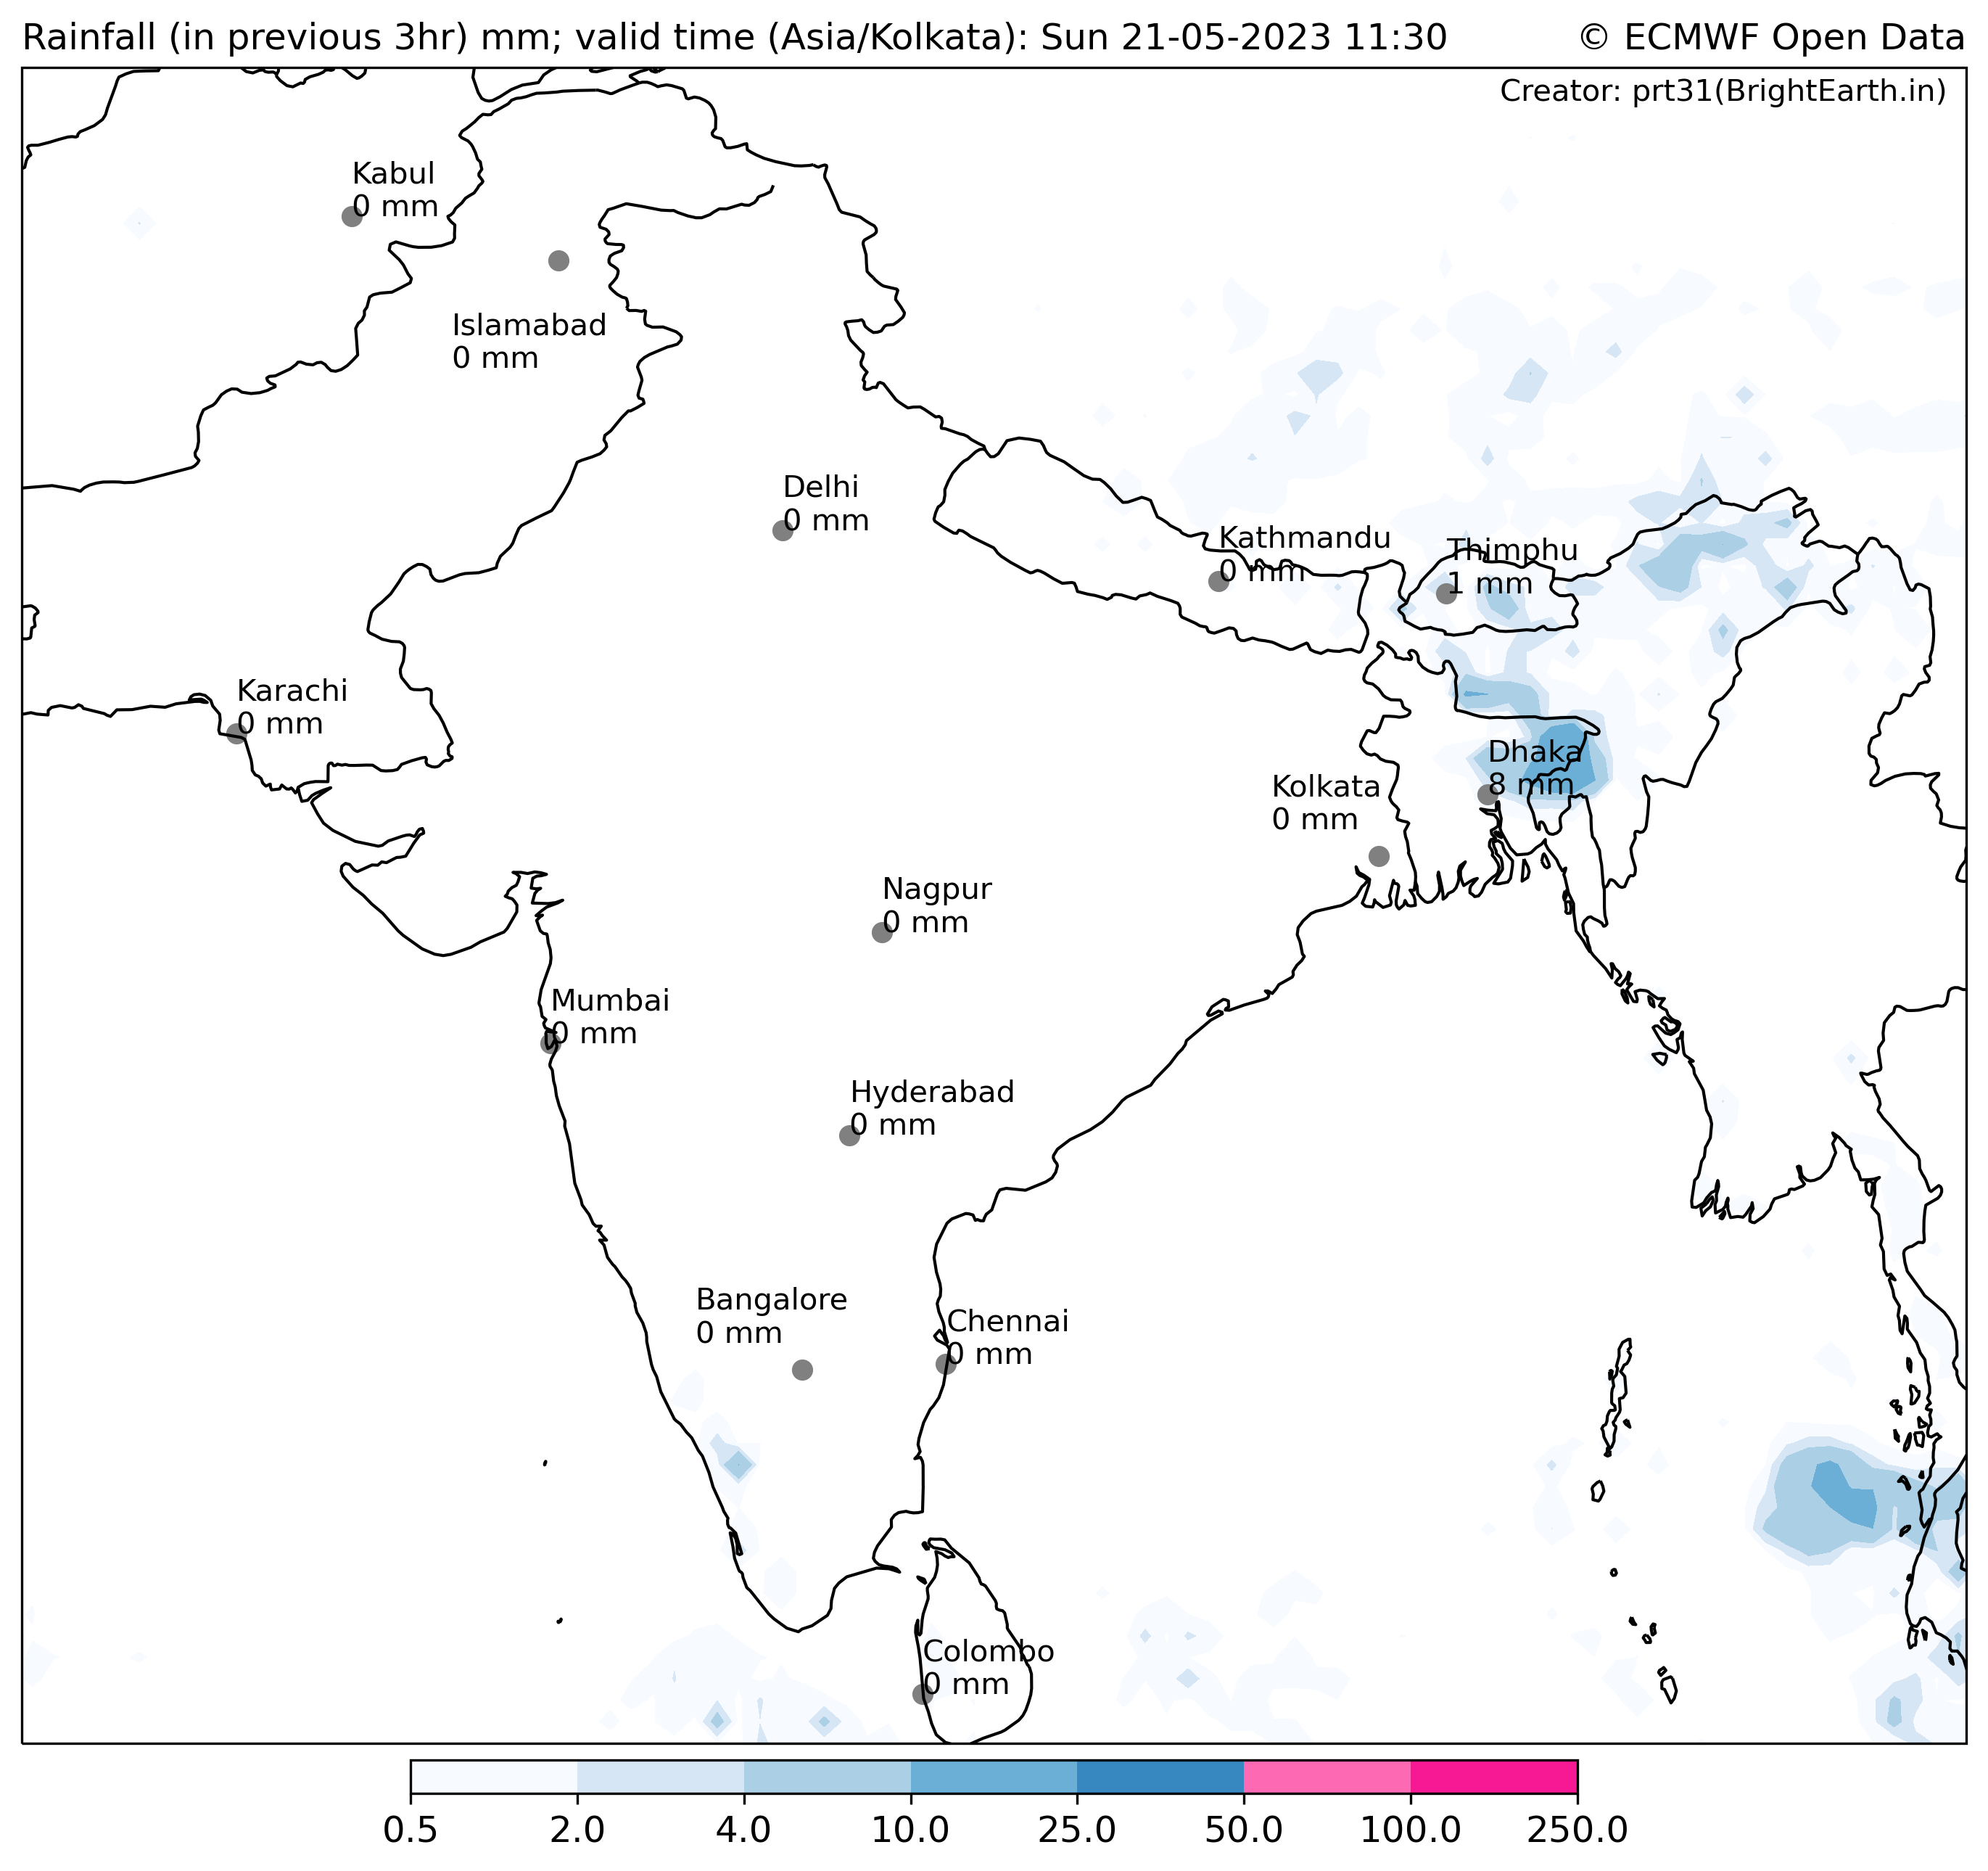 Rainfall (in previous 3hr) mm; valid time (Asia/Kolkata): Sun 21-05-2023 11:30
© ECMWF Open Data
Creator: prt31(BrightEarth.in)
Kabul
0 mm
Islamabad
0 mm
Delhi
0 mm
Kathmandu
0 mm
Thimphu
1 mm
Karachi
0 mm
Dhaka
8 mm
Kolkata
0 mm
Nagpur
0 mm
Mumbai
0 mm
Hyderabad
0 mm
Bangalore
0 mm
Chennai
0 mm
Colombo
0 mm
0.5 2.0 4.0 10.0 25.0 50.0 100.0 250.0